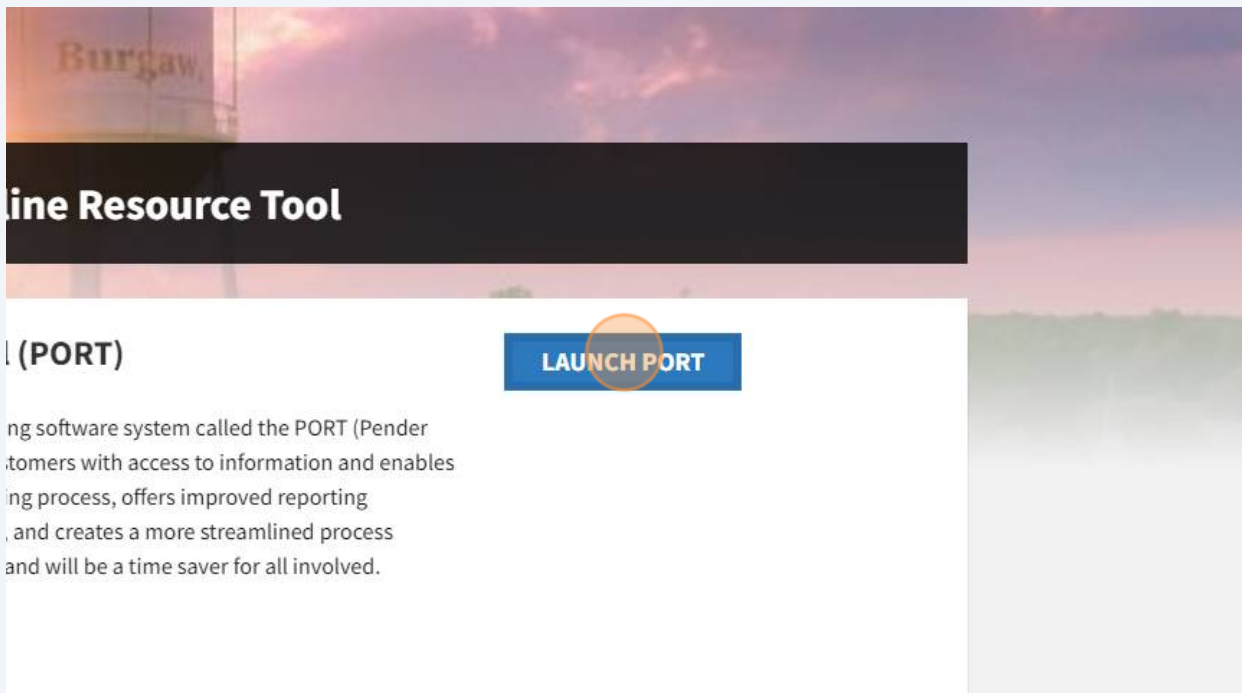 Burgaw,
line Resource Tool
l (PORT)
LAUNCH PORT
ng software system called the PORT (Pender
stomers with access to information and enables
ing process, offers improved reporting
, and creates a more streamlined process
and will be a time saver for all involved.